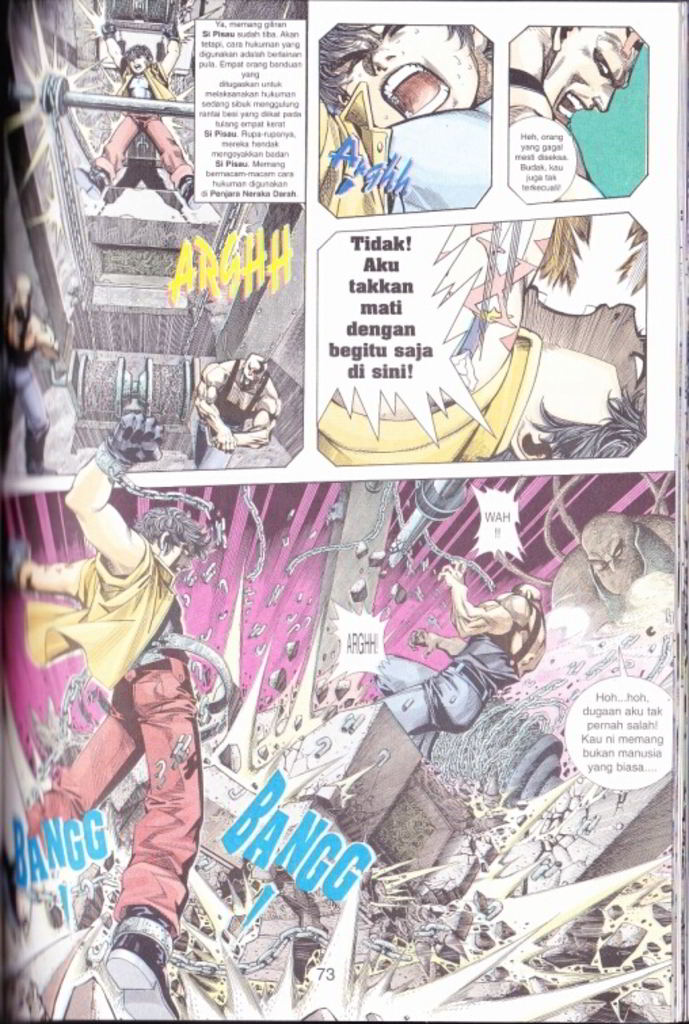 Ya, memang giliran
Si Pisau sudah tiba. Akan
tetapi, cara hukuman yang
digunakan adalah berlainan
pula. Empat orang banduan
yang
ditugaskan untuk
melaksanakan hukuman
sedang sibuk menggulung
rantai besi yang diikat pada
tulang empat kerat
Si Pisau. Rupa-rupanya,
mereka hendak
mengoyakkan badan
Si Pisau. Memang
bermacam-macam cara
hukuman digunakan
di Penjara Neraka Darah.
Arghh
Heh, orang
yang gagal
mesti diseksa.
Budak, kau
juga tak
terkecuali!
ARGHH
Tidak!
Aku
takkan
mati
dengan
begitu saja
di sini!
WAH
!!
ARGHH!
Hoh...hoh,
dugaan aku tak
pernah salah!
Kau ni memang
bukan manusia
yang biasa....
BANGG
!
BANGG
!
73